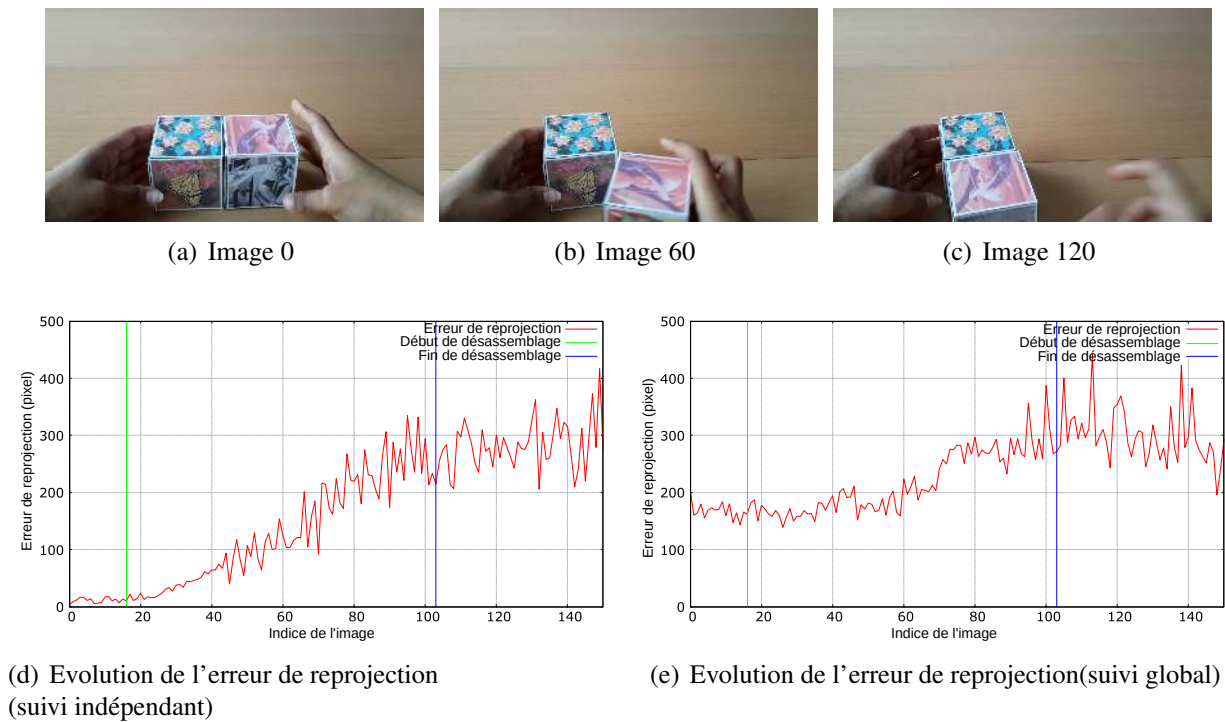 (a) Image 0
(b) Image 60
(c) Image 120
500
400
300
200
100
0
0 20 40 60 80 100 120 140
Erreur de reprojection (pixel)
Indice de l'image
Erreur de reprojection
Début de désassemblage
Fin de désassemblage
500
400
300
200
100
0
0 20 40 60 80 100 120 140
Erreur de reprojection (pixel)
Indice de l'image
Erreur de reprojection
Début de désassemblage
Fin de désassemblage
(d) Evolution de l'erreur de reprojection
(suivi indépendant)
(e) Evolution de l'erreur de reprojection(suivi global)